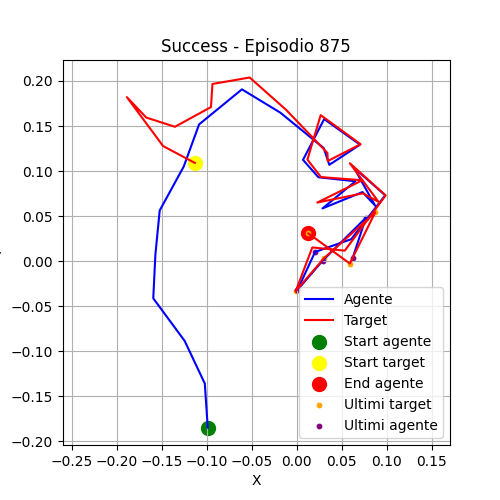 Success - Episodio 875
0.20
0.15
0.10
0.05
0.00
−0.05
−0.10
−0.15
−0.20
Agente
Target
Start agente
Start target
End agente
Ultimi target
Ultimi agente
−0.25 −0.20 −0.15 −0.10 −0.05 0.00 0.05 0.10 0.15
X